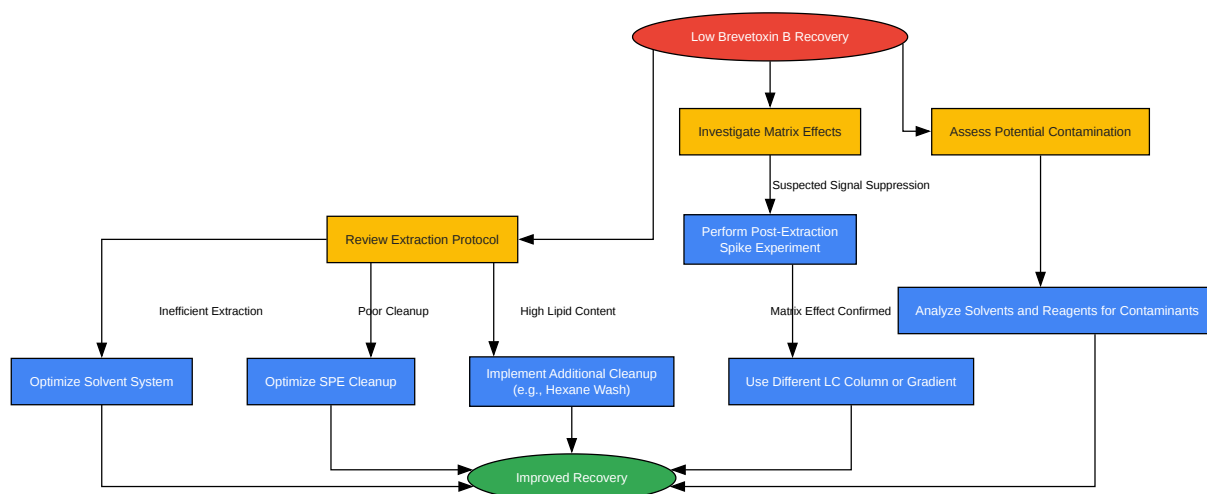 Low Brevetoxin B Recovery
Investigate Matrix Effects
Assess Potential Contamination
Suspected Signal Suppression
Review Extraction Protocol
Perform Post-Extraction
Spike Experiment
Inefficient Extraction
Poor Cleanup
High Lipid Content
Matrix Effect Confirmed
Analyze Solvents and Reagents for Contaminants
Optimize Solvent System
Optimize SPE Cleanup
Implement Additional Cleanup
(e.g., Hexane Wash)
Use Different LC Column or Gradient
Improved Recovery